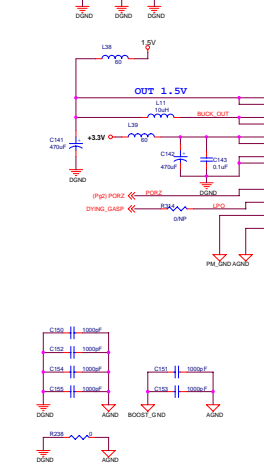 DGND DGND DGND
1.5V
L38
60
OUT 1.5V
L11
10uH
BUCK_OUT
L39
+3.3V
60
C141
470uF
C142
470uF
C143
0.1uF
DGND
DGND
(Pg2) PORZ PORZ
DYING_GASP R314 LPO
0/NP
PM_GND AGND
C150 1000pF
C152 1000pF
C154 1000pF
C155 1000pF
C151 1000pF
C153 1000pF
DGND AGND BOOST_GND AGND
R238 0
DGND AGND